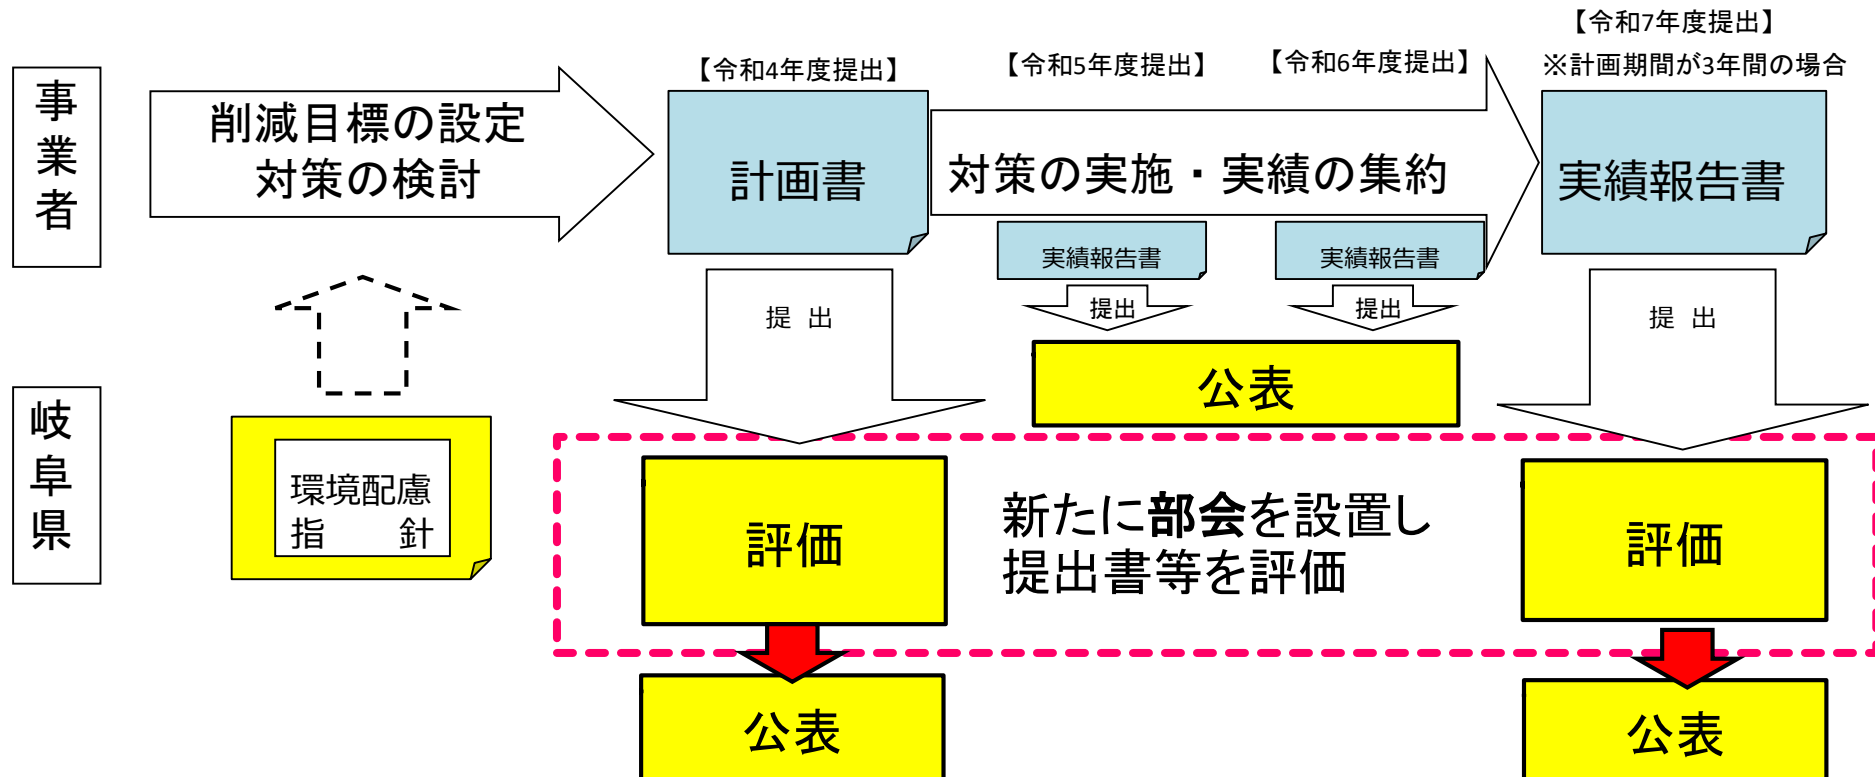 【令和7年度提出】
※計画期間が3年間の場合
【令和4年度提出】
【令和5年度提出】
【令和6年度提出】
事業者
削減目標の設定
対策の検討
計画書
対策の実施・実績の集約
実績報告書
実績報告書
実績報告書
提出
提出
提 出
提 出
公表
岐阜県
環境配慮
指　　針
評価
新たに部会を設置し
提出書等を評価
評価
公表
公表